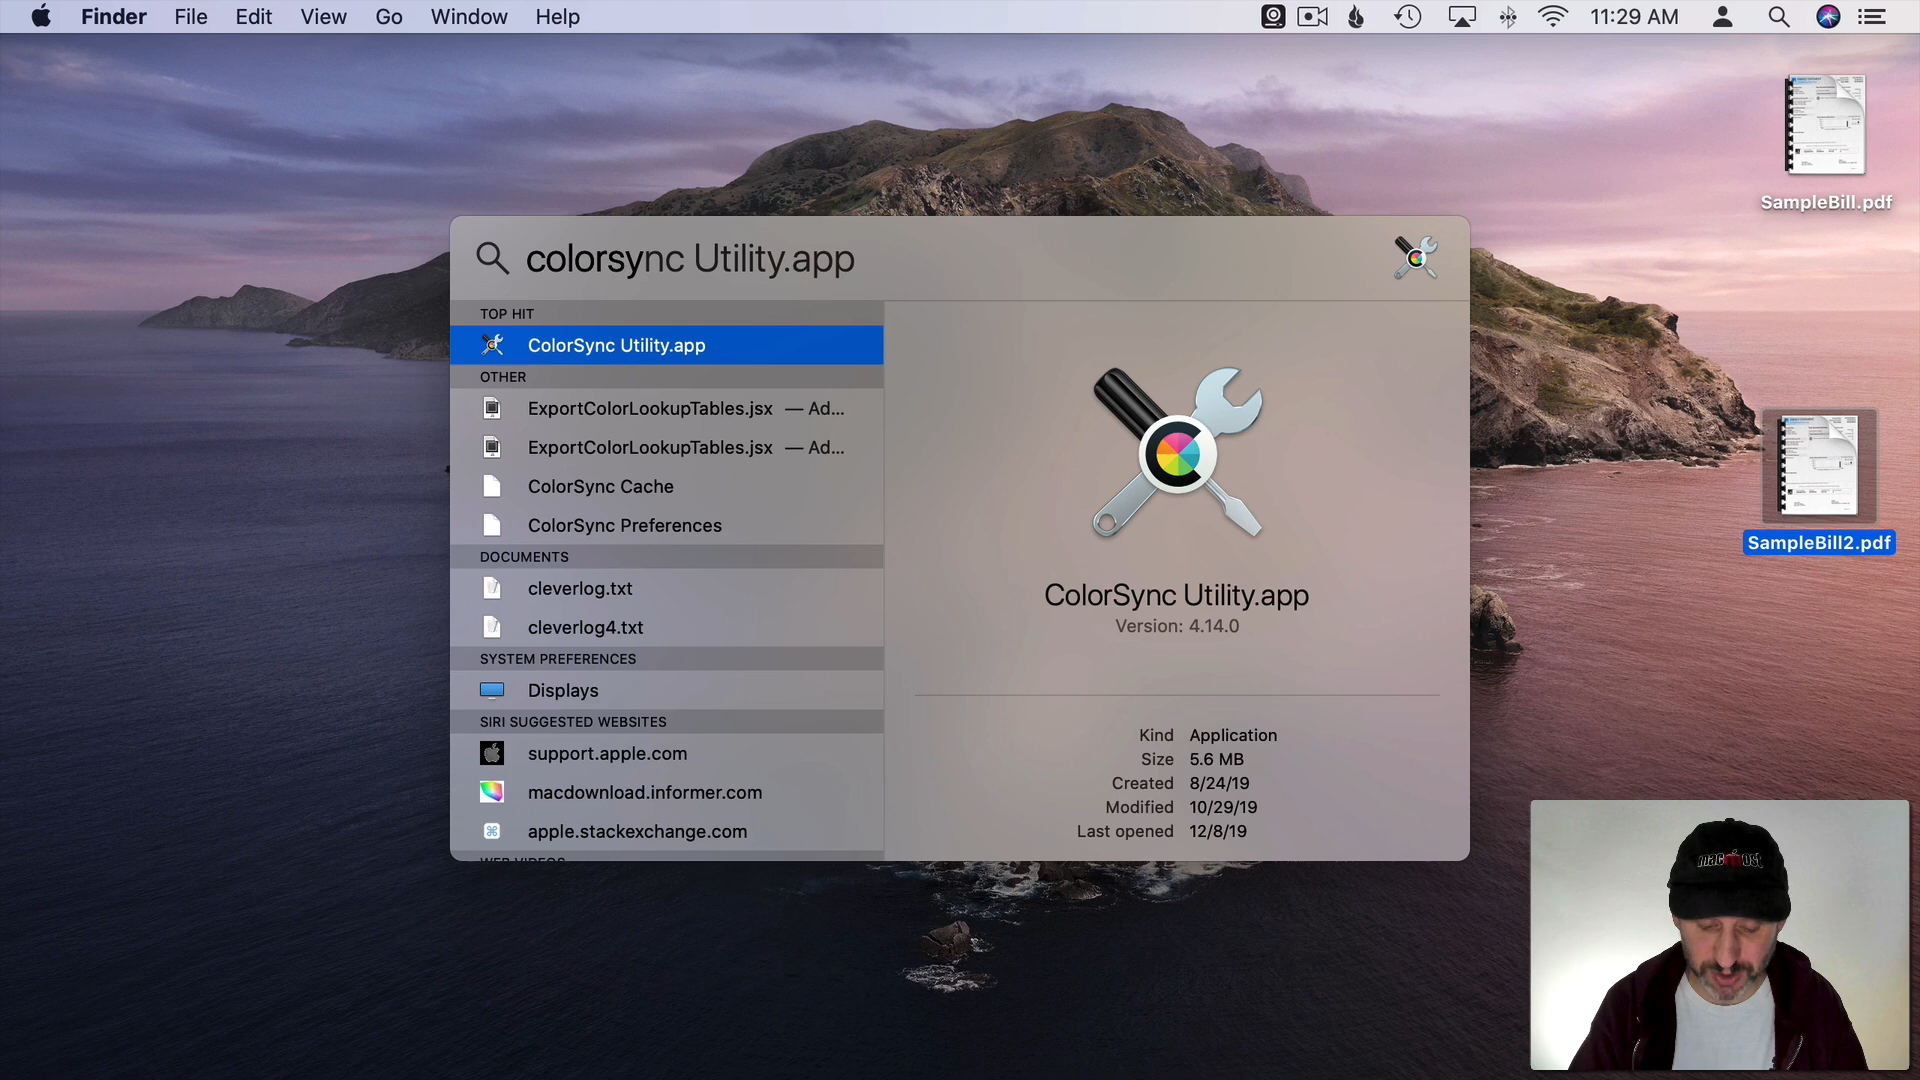 Finder File Edit View Go Window Help 11:29 AM
SampleBill.pdf
colorsync Utility.app
TOP HIT
ColorSync Utility.app
OTHER
ExportColorLookupTables.jsx — Ad...
ExportColorLookupTables.jsx — Ad...
ColorSync Cache
ColorSync Preferences
DOCUMENTS
cleverlog.txt
cleverlog4.txt
SYSTEM PREFERENCES
Displays
SIRI SUGGESTED WEBSITES
support.apple.com
macdownload.informer.com
apple.stackexchange.com
WEB VIDEOS
ColorSync Utility.app
Version: 4.14.0
Kind Application
Size 5.6 MB
Created 8/24/19
Modified 10/29/19
Last opened 12/8/19
SampleBill2.pdf
macmost